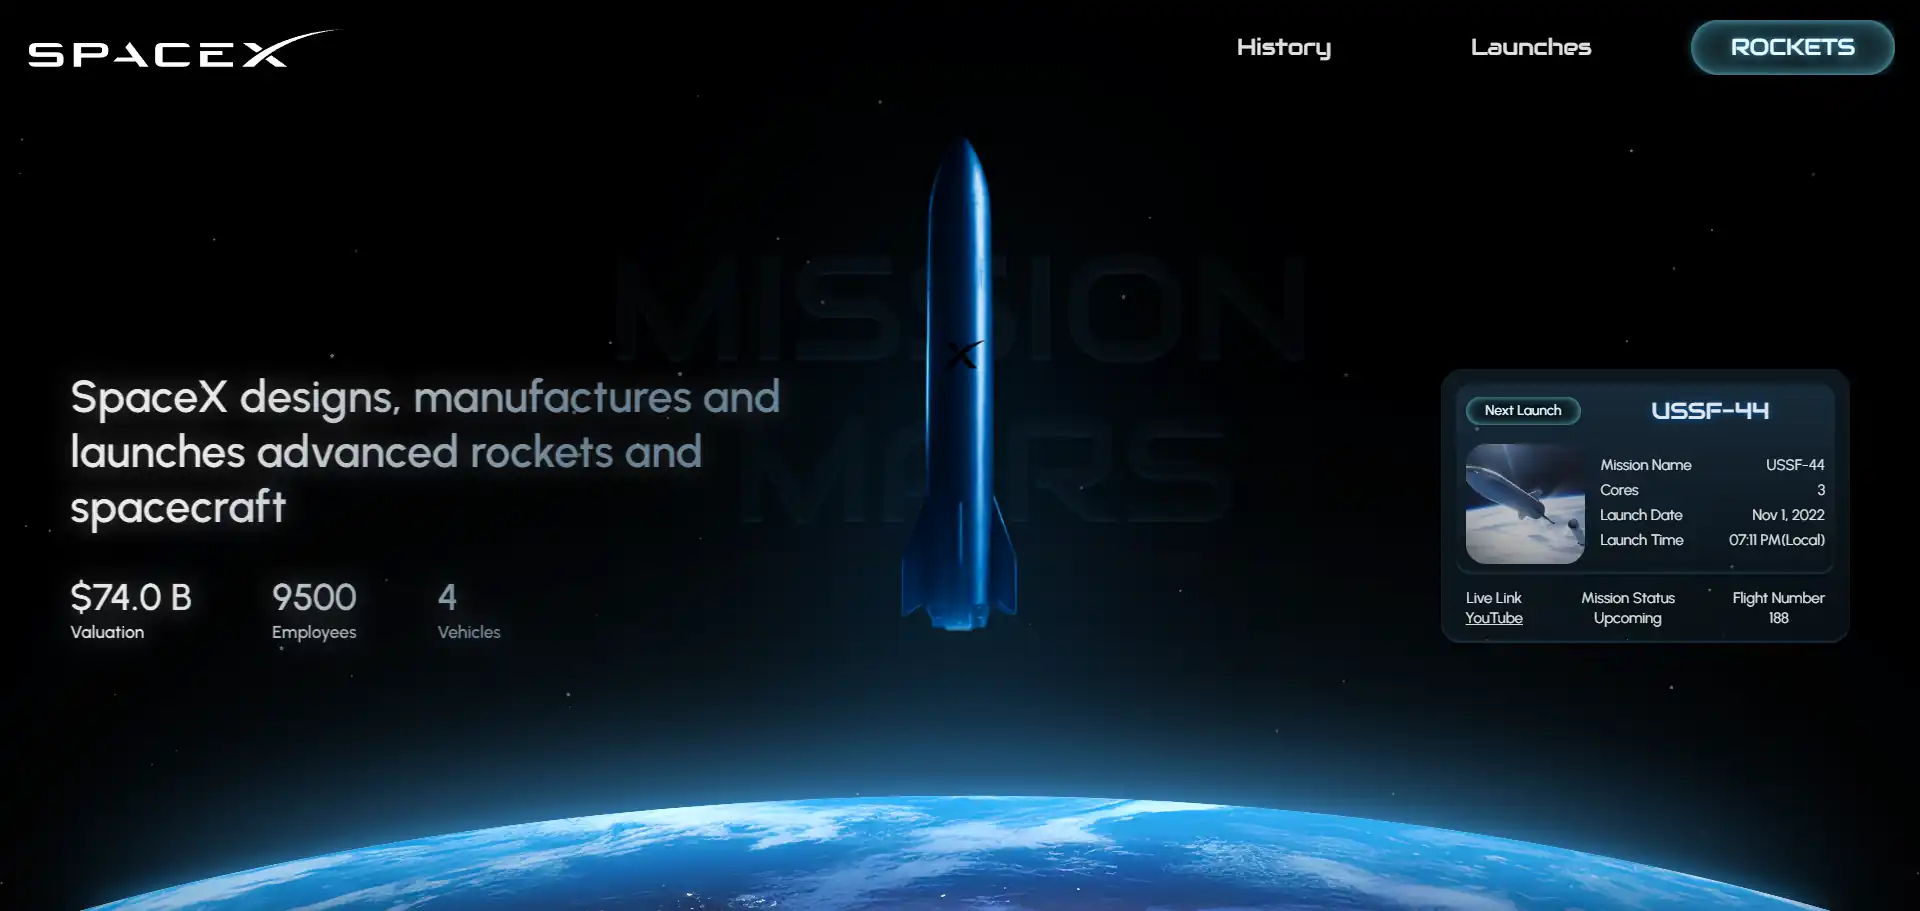 SPACEX
History
Launches
ROCKETS
MISSION
MARS
SpaceX designs, manufactures and
launches advanced rockets and
spacecraft
$74.0 B
Valuation
9500
Employees
4
Vehicles
Next Launch
USSF-44
Mission Name USSF-44
Cores 3
Launch Date Nov 1, 2022
Launch Time 07:11 PM(Local)
Live Link
YouTube
Mission Status
Upcoming
Flight Number
188